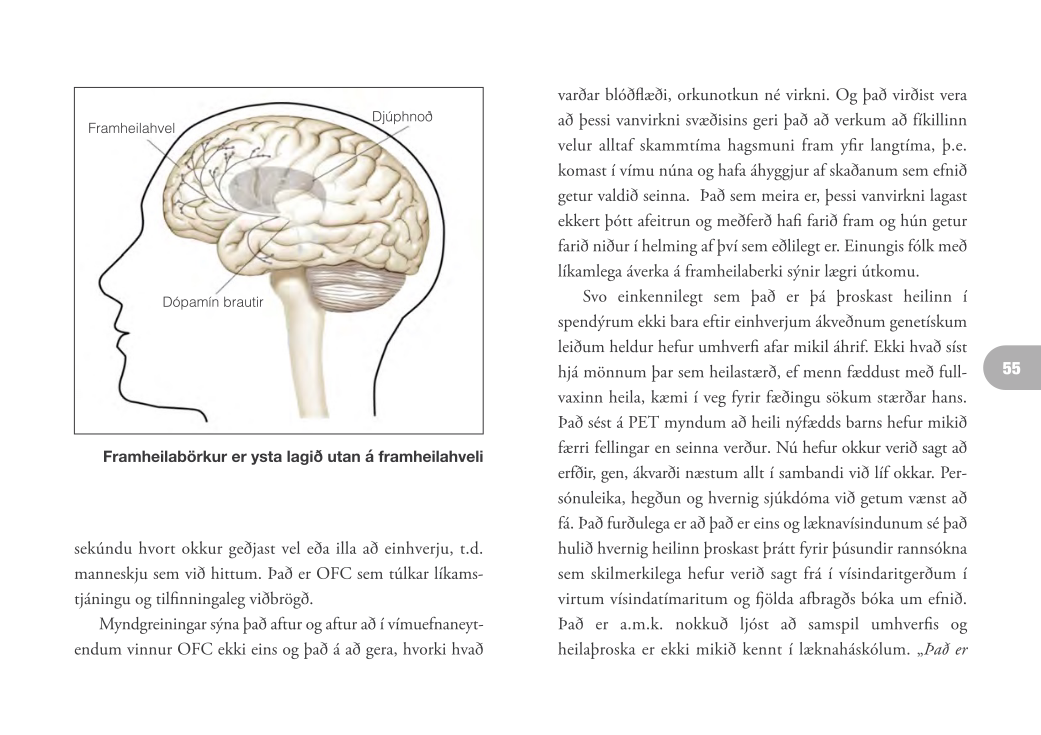 Framheilahvel
Djúphnoð
Dópamín brautir
Framheilabörkur er ysta lagið utan á framheilahveli
sekúndu hvort okkur geðjast vel eða illa að einhverju, t.d.
manneskju sem við hittum. Það er OFC sem túlkar líkams-
tjáningu og tilfinningaleg viðbrögð.
Myndgreiningar sýna það aftur og aftur að í vímuefnaneyt-
endum vinnur OFC ekki eins og það á að gera, hvorki hvað
varðar blóðflæði, orkunotkun né virkni. Og það virðist vera
að þessi vanvirkni svæðisins geri það að verkum að fíkillinn
velur alltaf skammtíma hagsmuni fram yfir langtíma, þ.e.
komast í vímu núna og hafa áhyggjur af skaðanum sem efnið
getur valdið seinna. Það sem meira er, þessi vanvirkni lagast
ekkert þótt afeitrun og meðferð hafi farið fram og hún getur
farið niður í helming af því sem eðlilegt er. Einungis fólk með
líkamlega áverka á framheilaberki sýnir lægri útkomu.
Svo einkennilegt sem það er þá þroskast heilinn í
spendýrum ekki bara eftir einhverjum ákveðnum genetískum
leiðum heldur hefur umhverfi afar mikil áhrif. Ekki hvað síst
hjá mönnum þar sem heilastærð, ef menn fæddust með full-
vaxinn heila, kæmi í veg fyrir fæðingu sökum stærðar hans.
Það sést á PET myndum að heili nýfædds barns hefur mikið
færri fellingar en seinna verður. Nú hefur okkur verið sagt að
erfðir, gen, ákvarði næstum allt í sambandi við líf okkar. Per-
sónuleika, hegðun og hvernig sjúkdóma við getum vænst að
fá. Það furðulega er að það er eins og læknavísindunum sé það
hulið hvernig heilinn þroskast þrátt fyrir þúsundir rannsókna
sem skilmerkilega hefur verið sagt frá í vísindaritgerðum í
virtum vísindatímaritum og fjölda afbragðs bóka um efnið.
Það er a.m.k. nokkuð ljóst að samspil umhverfis og
heilaþroska er ekki mikið kennt í læknaháskólum. „Það er
55